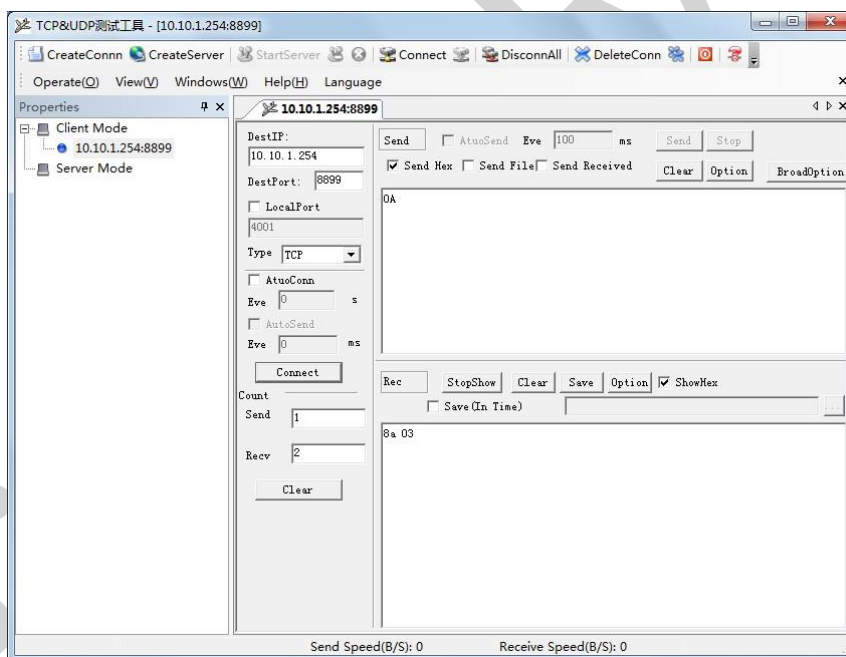 TCP&UDP测试工具 - [10.10.1.254:8899]
CreateConnn CreateServer StartServer Connect DisconnAll DeleteConn
Operate(O) View(V) Windows(W) Help(H) Language
Properties
Client Mode
10.10.1.254:8899
Server Mode
10.10.1.254:8899
DestIP:
10.10.1.254
DestPort: 8899
LocalPort
4001
Type TCP
AtuoConn
Eve 0 s
AutoSend
Eve 0 ms
Connect
Count
Send 1
Recv 2
Clear
Send AtuoSend Eve 100 ms Send Stop
Send Hex Send File Send Received Clear Option BroadOption
0A
Rec StopShow Clear Save Option ShowHex
Save(In Time) ...
8a 03
Send Speed(B/S): 0 Receive Speed(B/S): 0